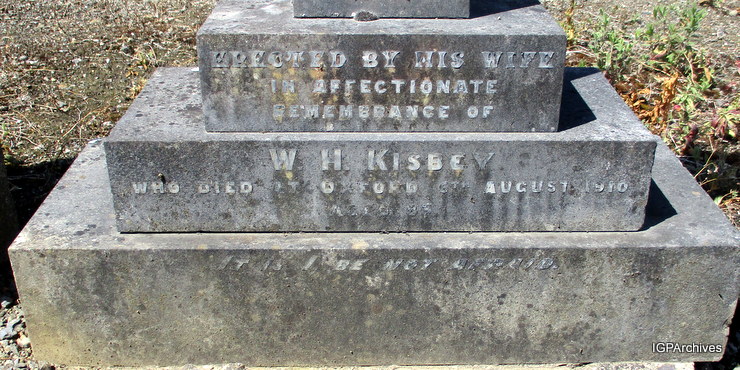 ERECTED BY HIS WIFE
IN AFFECTIONATE
REMEMBRANCE OF
W. H. KISBEY
WHO DIED AT OXFORD 6TH AUGUST 1910
AGED
IT IS I BE NOT AFRAID.
IGPArchives